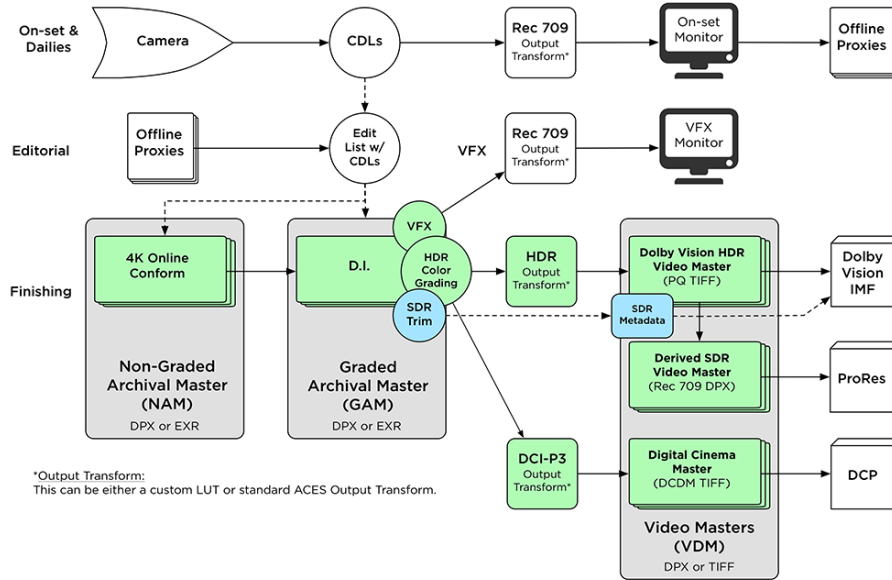 On-set &
Dailies
Camera
CDLs
Rec 709
Output
Transform*
On-set
Monitor
Offline
Proxies
Editorial
Offline
Proxies
Edit
List w/
CDLs
VFX
Rec 709
Output
Transform*
VFX
Monitor
Finishing
4K Online
Conform
D.I.
VFX
HDR
Color
Grading
SDR
Trim
HDR
Output
Transform*
Dolby Vision HDR
Video Master
(PQ TIFF)
Dolby
Vision
IMF
SDR
Metadata
Non-Graded
Archival Master
(NAM)
DPX or EXR
Graded
Archival Master
(GAM)
DPX or EXR
Derived SDR
Video Master
(Rec 709 DPX)
ProRes
DCI-P3
Output
Transform*
Digital Cinema
Master
(DCDM TIFF)
DCP
*Output Transform:
This can be either a custom LUT or standard ACES Output Transform.
Video Masters
(VDM)
DPX or TIFF